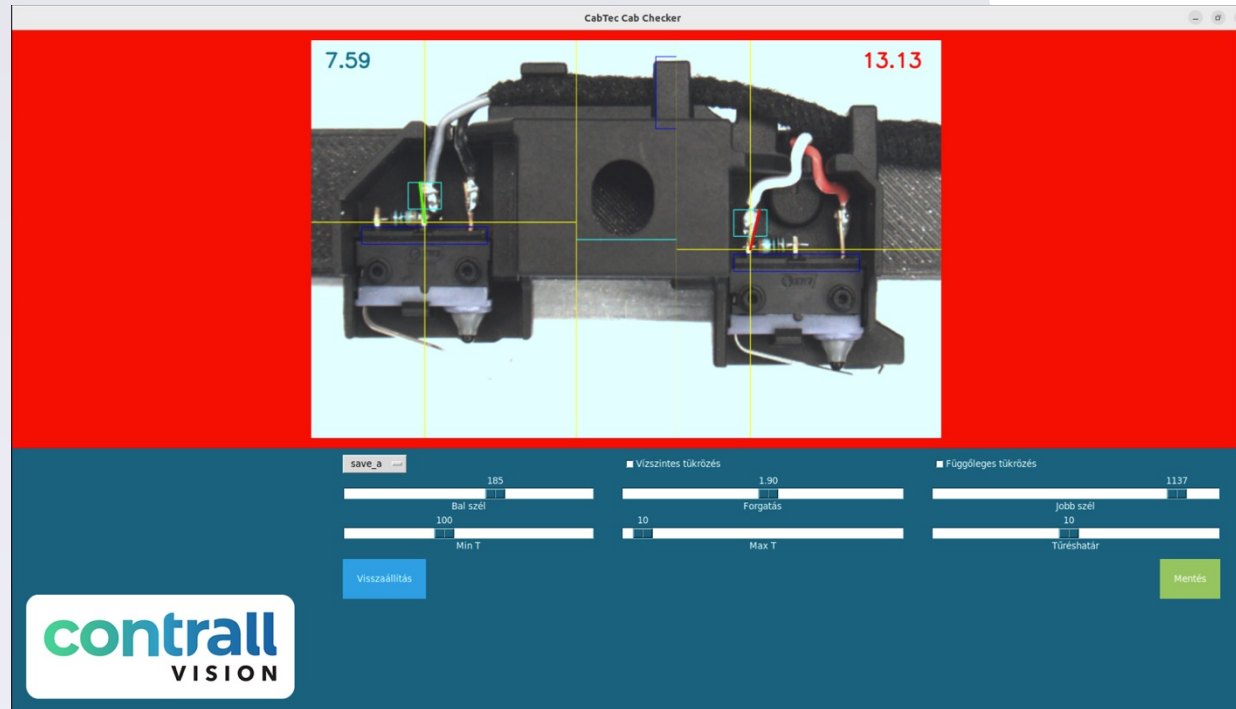 CabTec Cab Checker
7.59
13.13
save_a
Vízszintes tükrözés
Függőleges tükrözés
185
1.90
1137
Bal szél
Forgatás
Jobb szél
100
10
10
Min T
Max T
Tűréshatár
Visszaállítás
Mentés
contrall
VISION